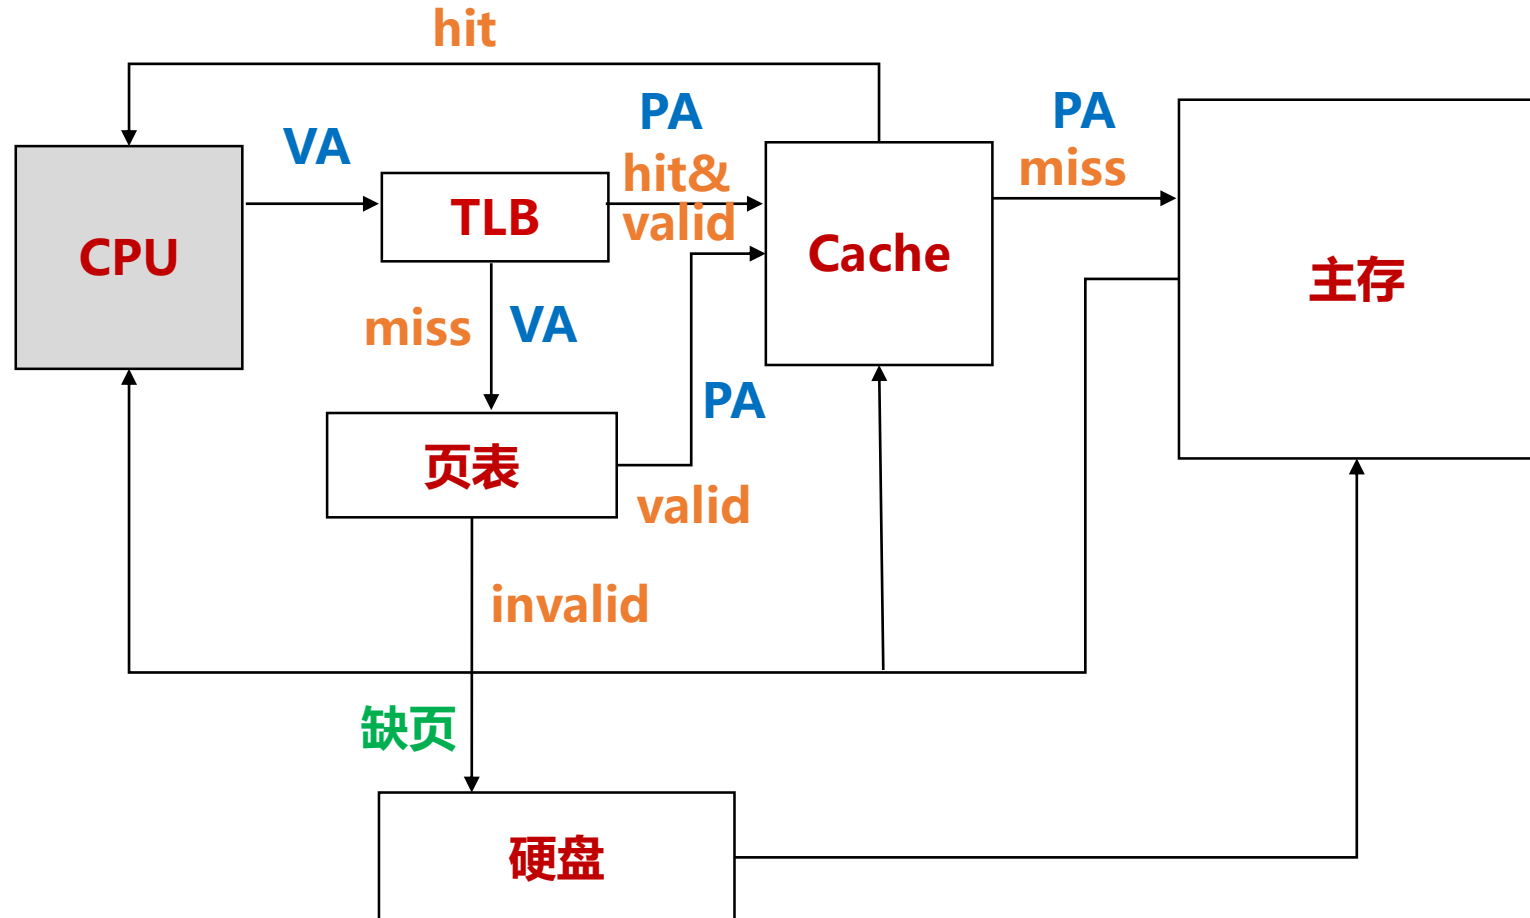 hit
VA
PA
hit&
valid
PA
miss
CPU
TLB
Cache
主存
miss
VA
PA
页表
valid
invalid
缺页
硬盘